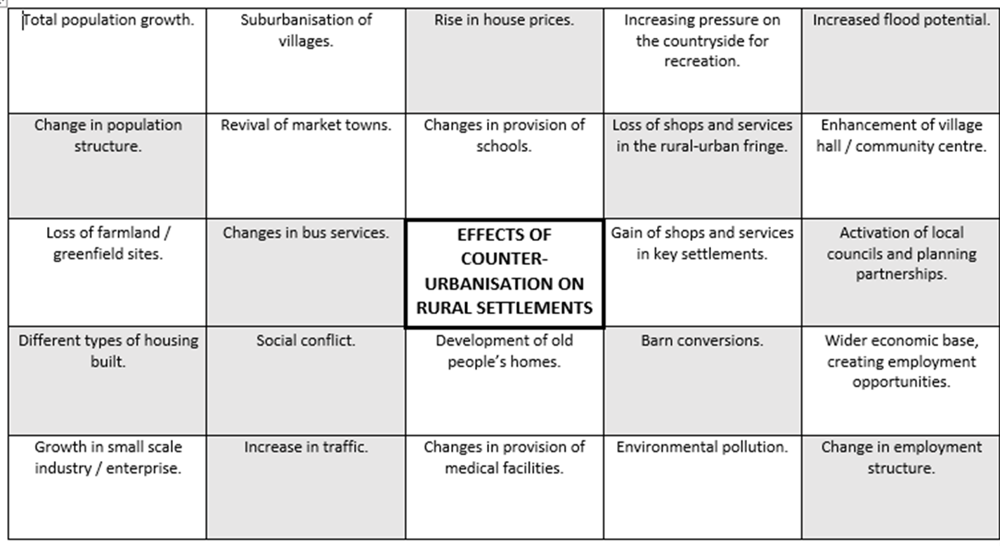 Total population growth.
Suburbanisation of
villages.
Rise in house prices.
Increasing pressure on
the countryside for
recreation.
Increased flood potential.
Change in population
structure.
Revival of market towns.
Changes in provision of
schools.
Loss of shops and services
in the rural-urban fringe.
Enhancement of village
hall / community centre.
Loss of farmland /
greenfield sites.
Changes in bus services.
EFFECTS OF
COUNTER-
URBANISATION ON
RURAL SETTLEMENTS
Gain of shops and services
in key settlements.
Activation of local
councils and planning
partnerships.
Different types of housing
built.
Social conflict.
Development of old
people’s homes.
Barn conversions.
Wider economic base,
creating employment
opportunities.
Growth in small scale
industry / enterprise.
Increase in traffic.
Changes in provision of
medical facilities.
Environmental pollution.
Change in employment
structure.